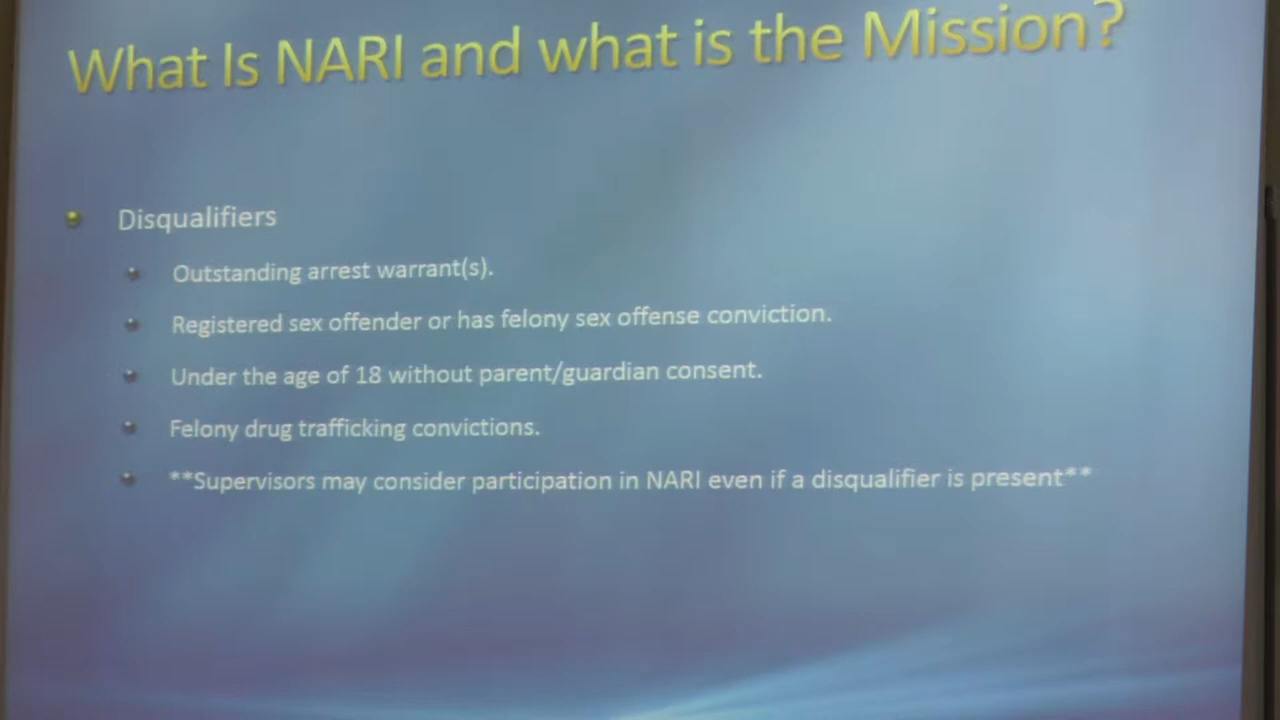 What Is NARI and what is the Mission?
Disqualifiers
Outstanding arrest warrant(s).
Registered sex offender or has felony sex offense conviction.
Under the age of 18 without parent/guardian consent.
Felony drug trafficking convictions.
**Supervisors may consider participation in NARI even if a disqualifier is present**